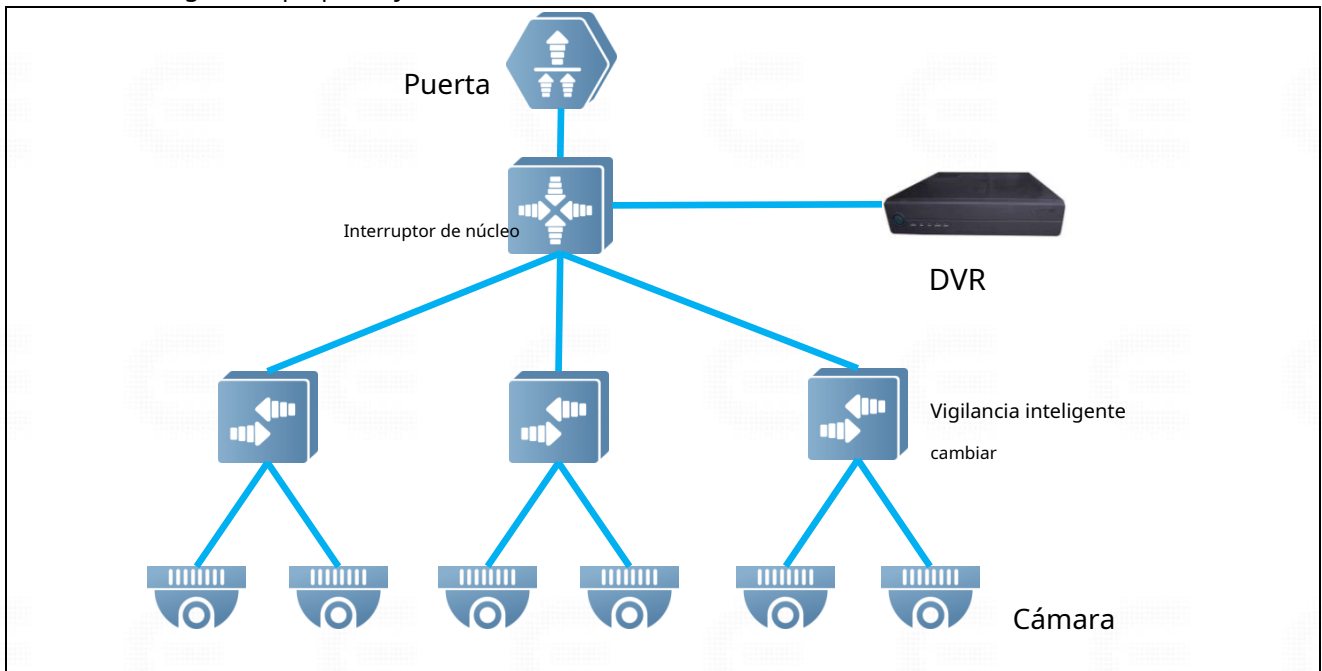 Puerta
Interruptor de núcleo
DVR
Vigilancia inteligente
cambiar
Cámara